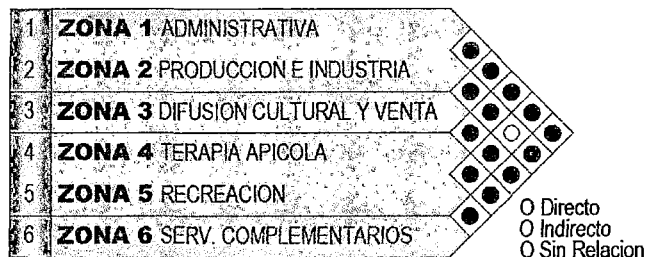 1 ZONA 1 ADMINISTRATIVA
2 ZONA 2 PRODUCCION E INDUSTRIA
3 ZONA 3 DIFUSION CULTURAL Y VENTA
4 ZONA 4 TERAPIA APICOLA
5 ZONA 5 RECREACION
6 ZONA 6 SERV. COMPLEMENTARIOS
O Directo
O Indirecto
O Sin Relacion